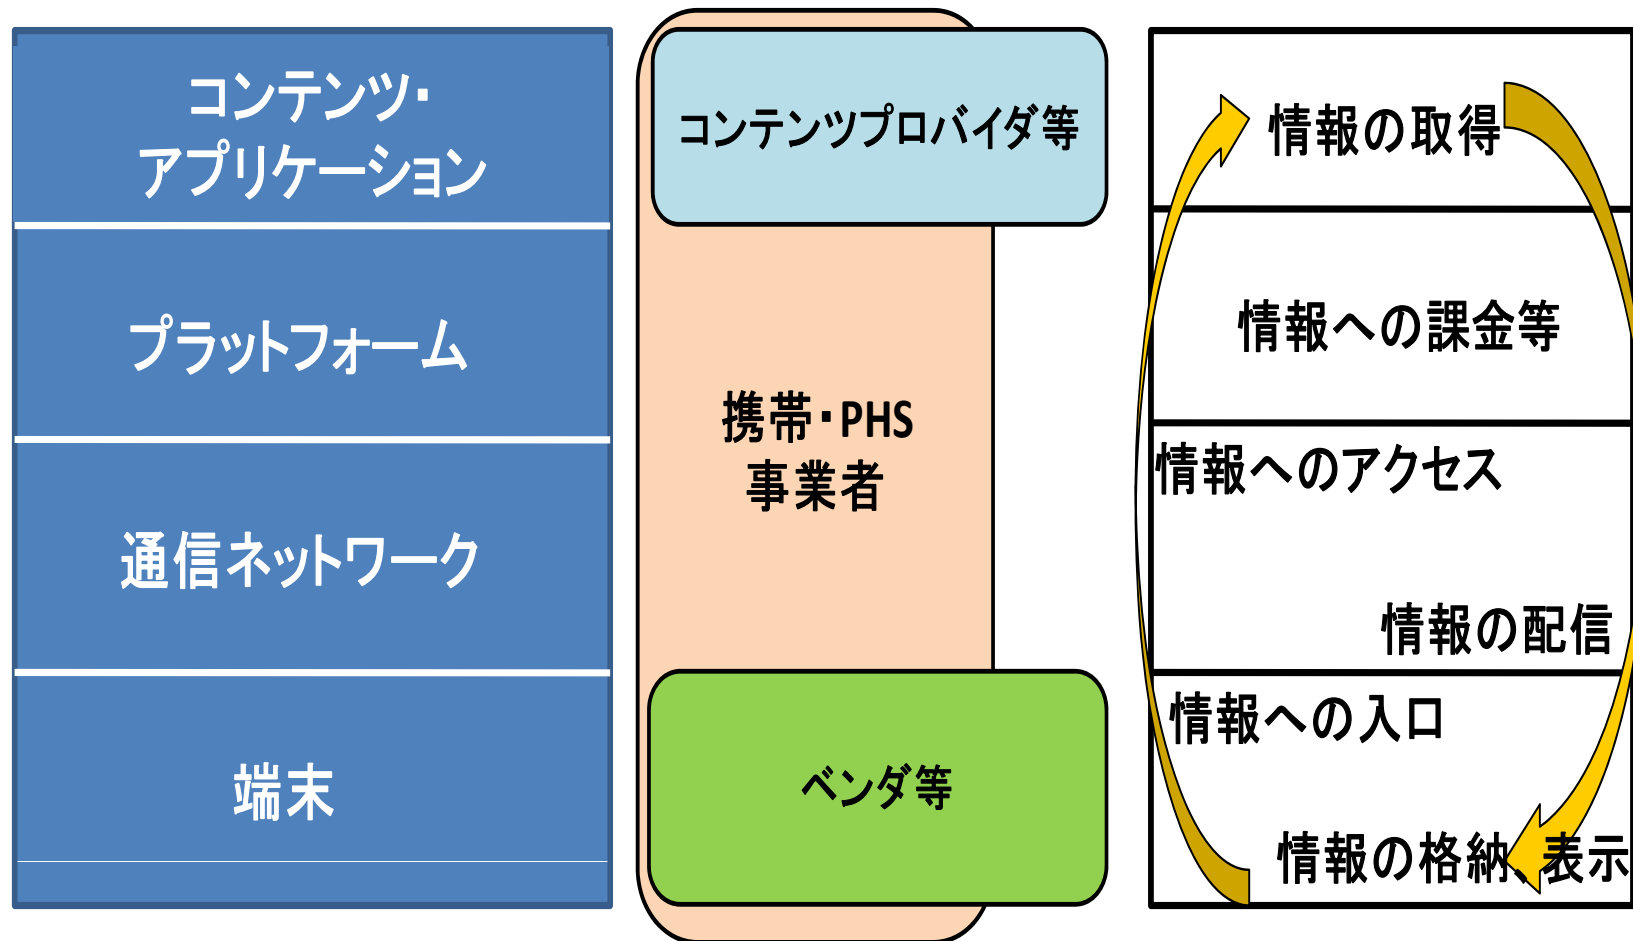 コンテンツ・
アプリケーション
プラットフォーム
通信ネットワーク
端末
コンテンツプロバイダ等
携帯・PHS
事業者
ベンダ等
情報の取得
情報への課金等
情報へのアクセス
情報の配信
情報への入口
情報の格納、表示